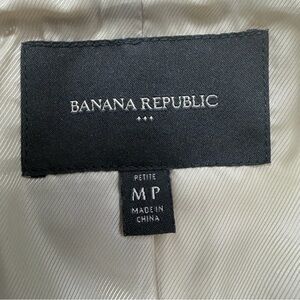 BANANA REPUBLIC
PETITE
MP
MADE IN
CHINA